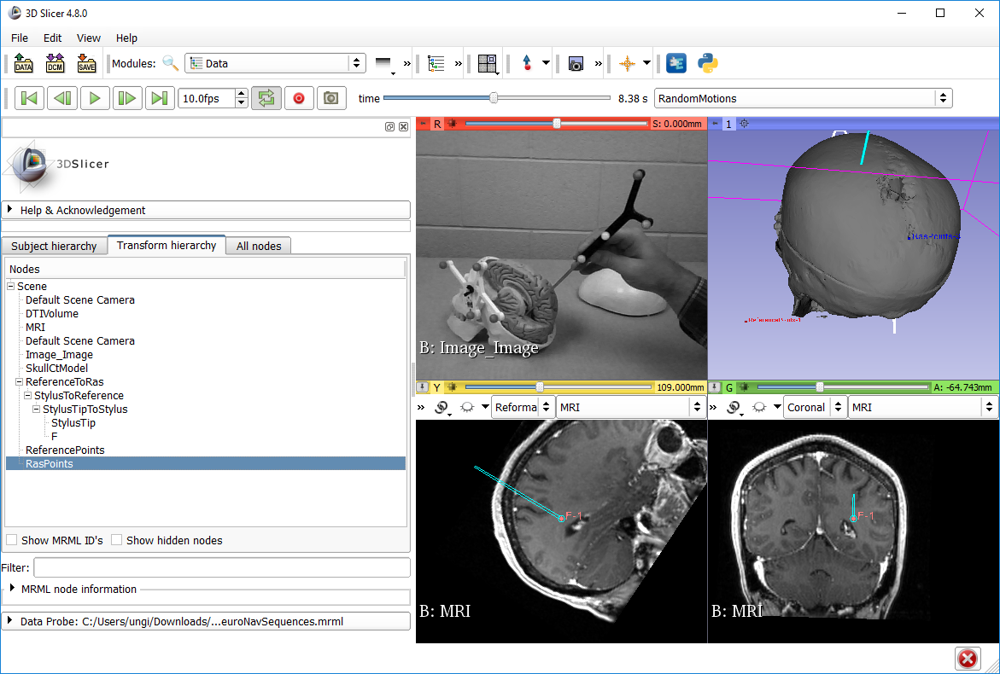 3D Slicer 4.8.0
File Edit View Help
DATA DCM SAVE Modules: Data
10.0fps time 8.38 s RandomMotions
3DSlicer
Help & Acknowledgement
Subject hierarchy Transform hierarchy All nodes
Nodes
Scene
Default Scene Camera
DTIVolume
MRI
Default Scene Camera
Image_Image
SkullCtModel
ReferenceToRas
StylusToReference
StylusTipToStylus
StylusTip
F
ReferencePoints
RasPoints
Show MRML ID's Show hidden nodes
Filter:
MRML node information
Data Probe: C:/Users/ungi/Downloads/...euroNavSequences.mrml
R S: 0.000mm
B: Image_Image
1
Y 109.000mm
Reforma MRI
F-1
B: MRI
G A: -64.743mm
Coronal MRI
F-1
B: MRI